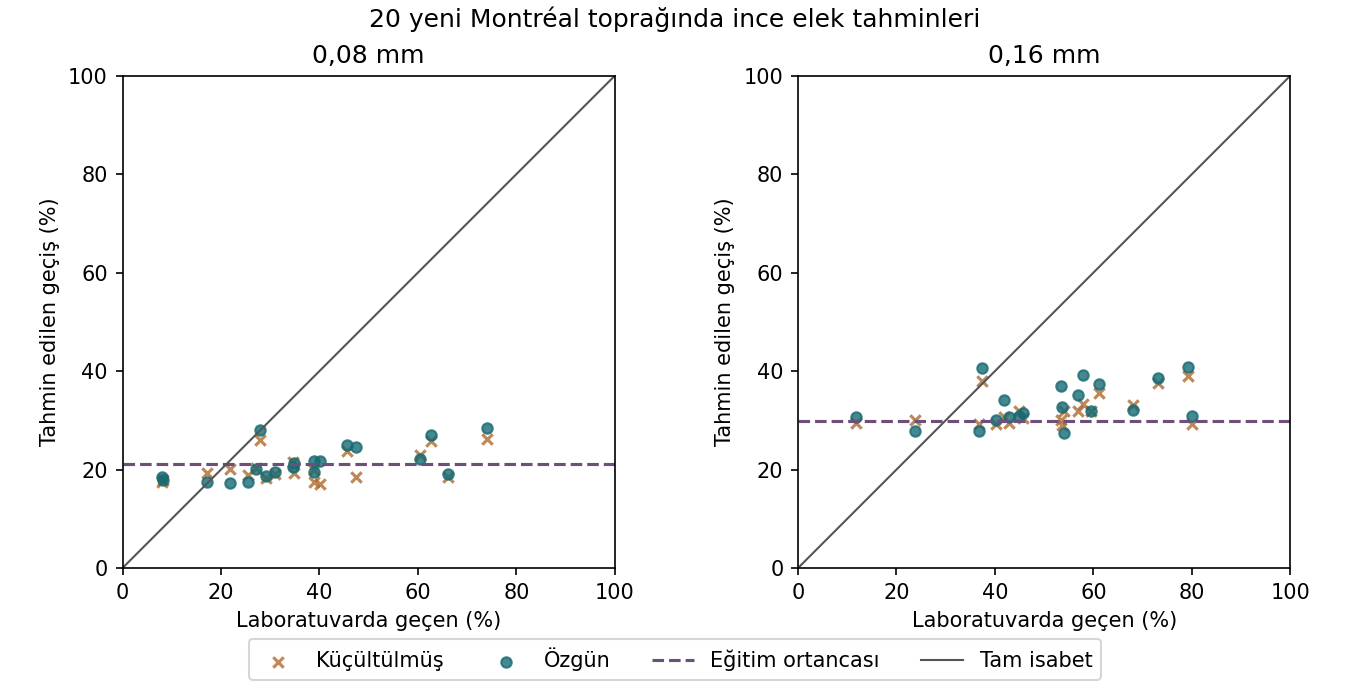 20 yeni Montréal toprağında ince elek tahminleri
0,08 mm
0,16 mm
100
80
60
40
20
0
Tahmin edilen geçiş (%)
0 20 40 60 80 100
Laboratuvarda geçen (%)
100
80
60
40
20
0
Tahmin edilen geçiş (%)
0 20 40 60 80 100
Laboratuvarda geçen (%)
Küçültülmüş Özgün Eğitim ortancası Tam isabet